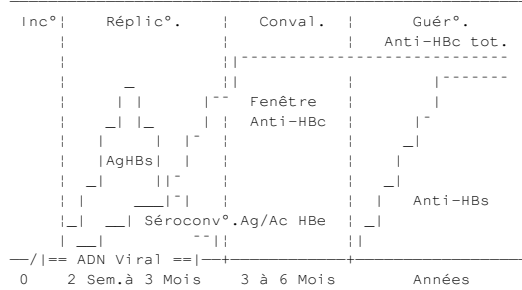 Inc° Réplic°. Conval. Guér°.
Anti-HBc tot.
Fenêtre
Anti-HBc
AgHBs
Anti-HBs
Séroconv°.Ag/Ac HBe
ADN Viral
0 2 Sem.à 3 Mois 3 à 6 Mois Années